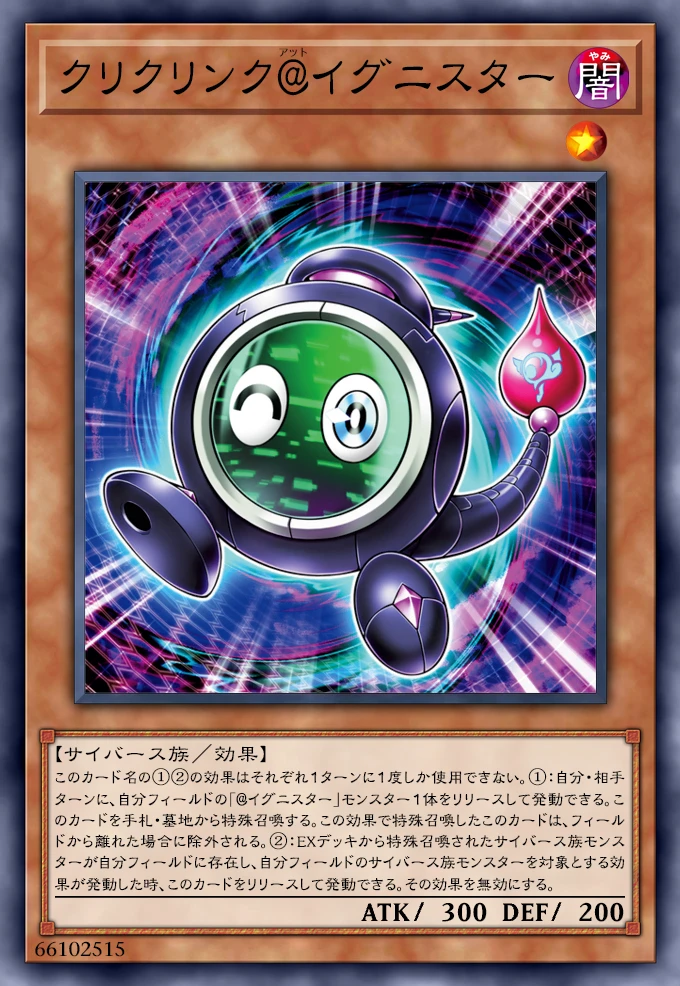 アット
クリクリンク@イグニスター
やみ
闇
【サイバース族／効果】
このカード名の①②の効果はそれぞれ1ターンに1度しか使用できない。①:自分・相手
ターンに、自分フィールドの「@イグニスター」モンスター1体をリリースして発動できる。こ
のカードを手札・墓地から特殊召喚する。この効果で特殊召喚したこのカードは、フィール
ドから離れた場合に除外される。②:EXデッキから特殊召喚されたサイバース族モンス
ターが自分フィールドに存在し、自分フィールドのサイバース族モンスターを対象とする効
果が発動した時、このカードをリリースして発動できる。その効果を無効にする。
ATK/ 300 DEF/ 200
66102515